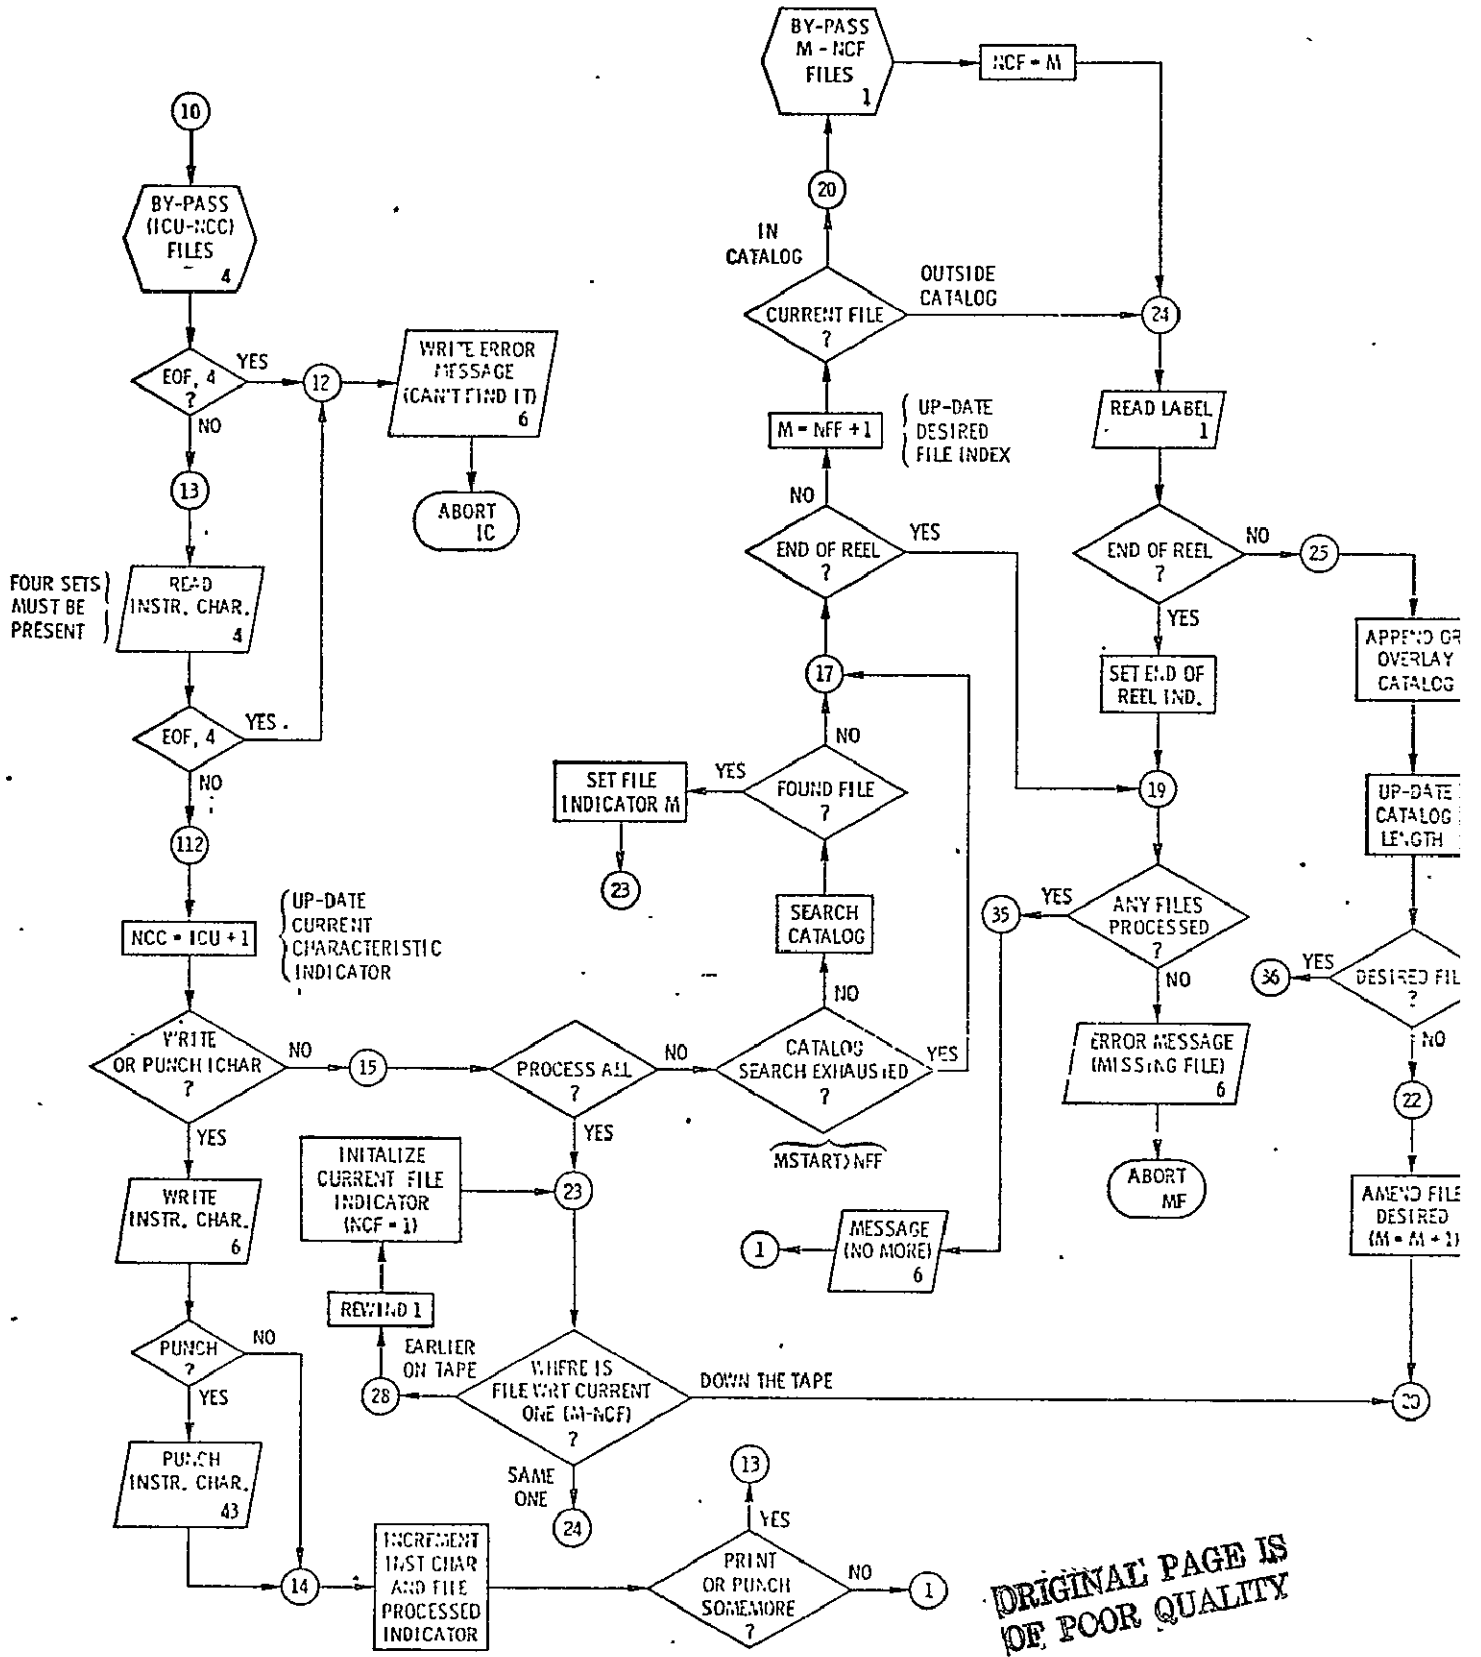 10
BY-PASS
(ICU-NCC)
FILES
4
EOF, 4
?
YES
NO
12
WRITE ERROR
MESSAGE
(CAN'T FIND IT)
6
ABORT
IC
13
FOUR SETS
MUST BE
PRESENT
READ
INSTR. CHAR.
4
EOF, 4
YES
NO
112
NCC = ICU + 1
UP-DATE
CURRENT
CHARACTERISTIC
INDICATOR
WRITE
OR PUNCH ICHAR
?
NO
YES
15
WRITE
INSTR. CHAR.
6
PUNCH
?
NO
YES
PUNCH
INSTR. CHAR.
43
14
INCREMENT
INST CHAR
AND FILE
PROCESSED
INDICATOR
PRINT
OR PUNCH
SOMEMORE
?
YES
13
NO
1
PROCESS ALL
?
NO
YES
23
INITALIZE
CURRENT FILE
INDICATOR
(NCF = 1)
REWIND 1
28
EARLIER
ON TAPE
WHERE IS
FILE WRT CURRENT
ONE (M-NCF)
?
DOWN THE TAPE
20
SAME
ONE
24
CATALOG
SEARCH EXHAUSTED
?
YES
NO
MSTART>NFF
SEARCH
CATALOG
FOUND FILE
?
YES
NO
SET FILE
INDICATOR M
23
17
END OF REEL
?
YES
NO
M = NFF + 1
UP-DATE
DESIRED
FILE INDEX
CURRENT FILE
?
IN
CATALOG
OUTSIDE
CATALOG
20
BY-PASS
M - NCF
FILES
1
NCF = M
24
READ LABEL
1
END OF REEL
?
NO
YES
25
SET END OF
REEL IND.
19
ANY FILES
PROCESSED
?
YES
NO
35
MESSAGE
(NO MORE)
6
1
ERROR MESSAGE
(MISSING FILE)
6
ABORT
MF
APPEND OR
OVERLAY
CATALOG
UP-DATE
CATALOG
LENGTH
DESIRED FIL
?
YES
36
NO
22
AMEND FILE
DESIRED
(M = M + 1)
ORIGINAL PAGE IS
OF POOR QUALITY